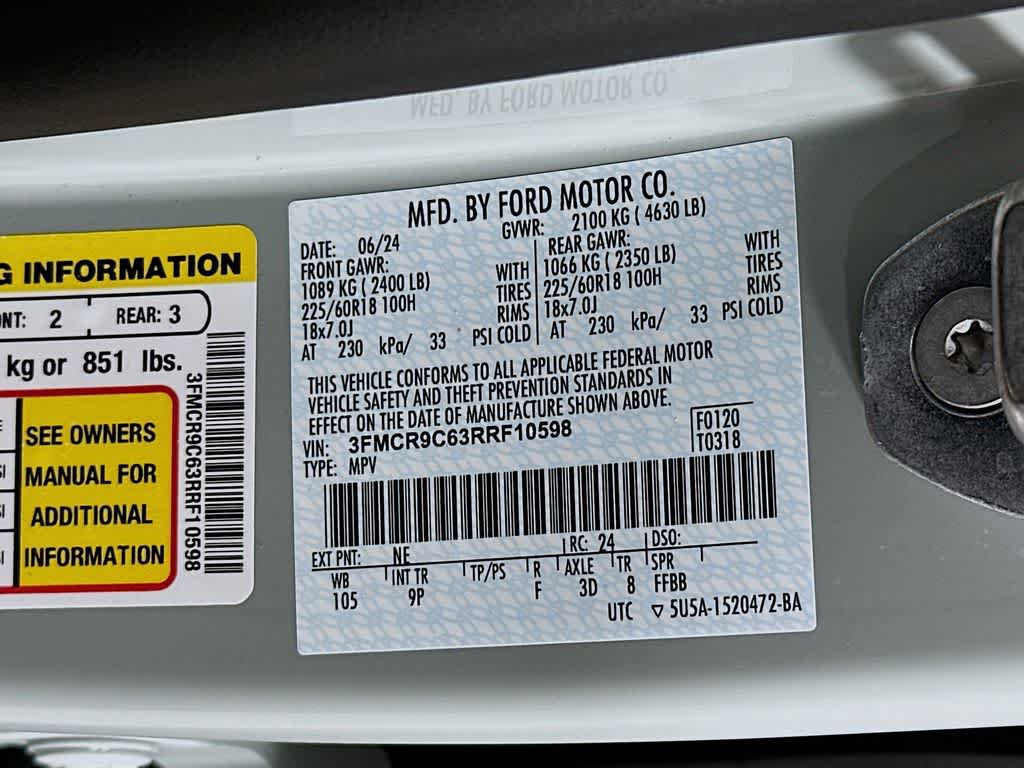 MFD. BY FORD MOTOR CO.
MFD. BY FORD MOTOR CO.
DATE: 06/24
GVWR: 2100 KG ( 4630 LB)
FRONT GAWR:
1089 KG ( 2400 LB)
225/60R18 100H
18x7.0J
WITH
TIRES
RIMS
AT 230 kPa/ 33 PSI COLD
REAR GAWR:
1066 KG ( 2350 LB)
225/60R18 100H
18x7.0J
WITH
TIRES
RIMS
AT 230 kPa/ 33 PSI COLD
THIS VEHICLE CONFORMS TO ALL APPLICABLE FEDERAL MOTOR
VEHICLE SAFETY AND THEFT PREVENTION STANDARDS IN
EFFECT ON THE DATE OF MANUFACTURE SHOWN ABOVE.
VIN: 3FMCR9C63RRF10598
TYPE: MPV
F0120
T0318
EXT PNT: NE RC: 24 DSO:
WB INT TR TP/PS R AXLE TR SPR
105 9P F 3D 8 FFBB
UTC ▽ 5U5A-1520472-BA
G INFORMATION
NT: 2 REAR: 3
kg or 851 lbs.
SEE OWNERS
MANUAL FOR
ADDITIONAL
INFORMATION
3FMCR9C63RRF10598